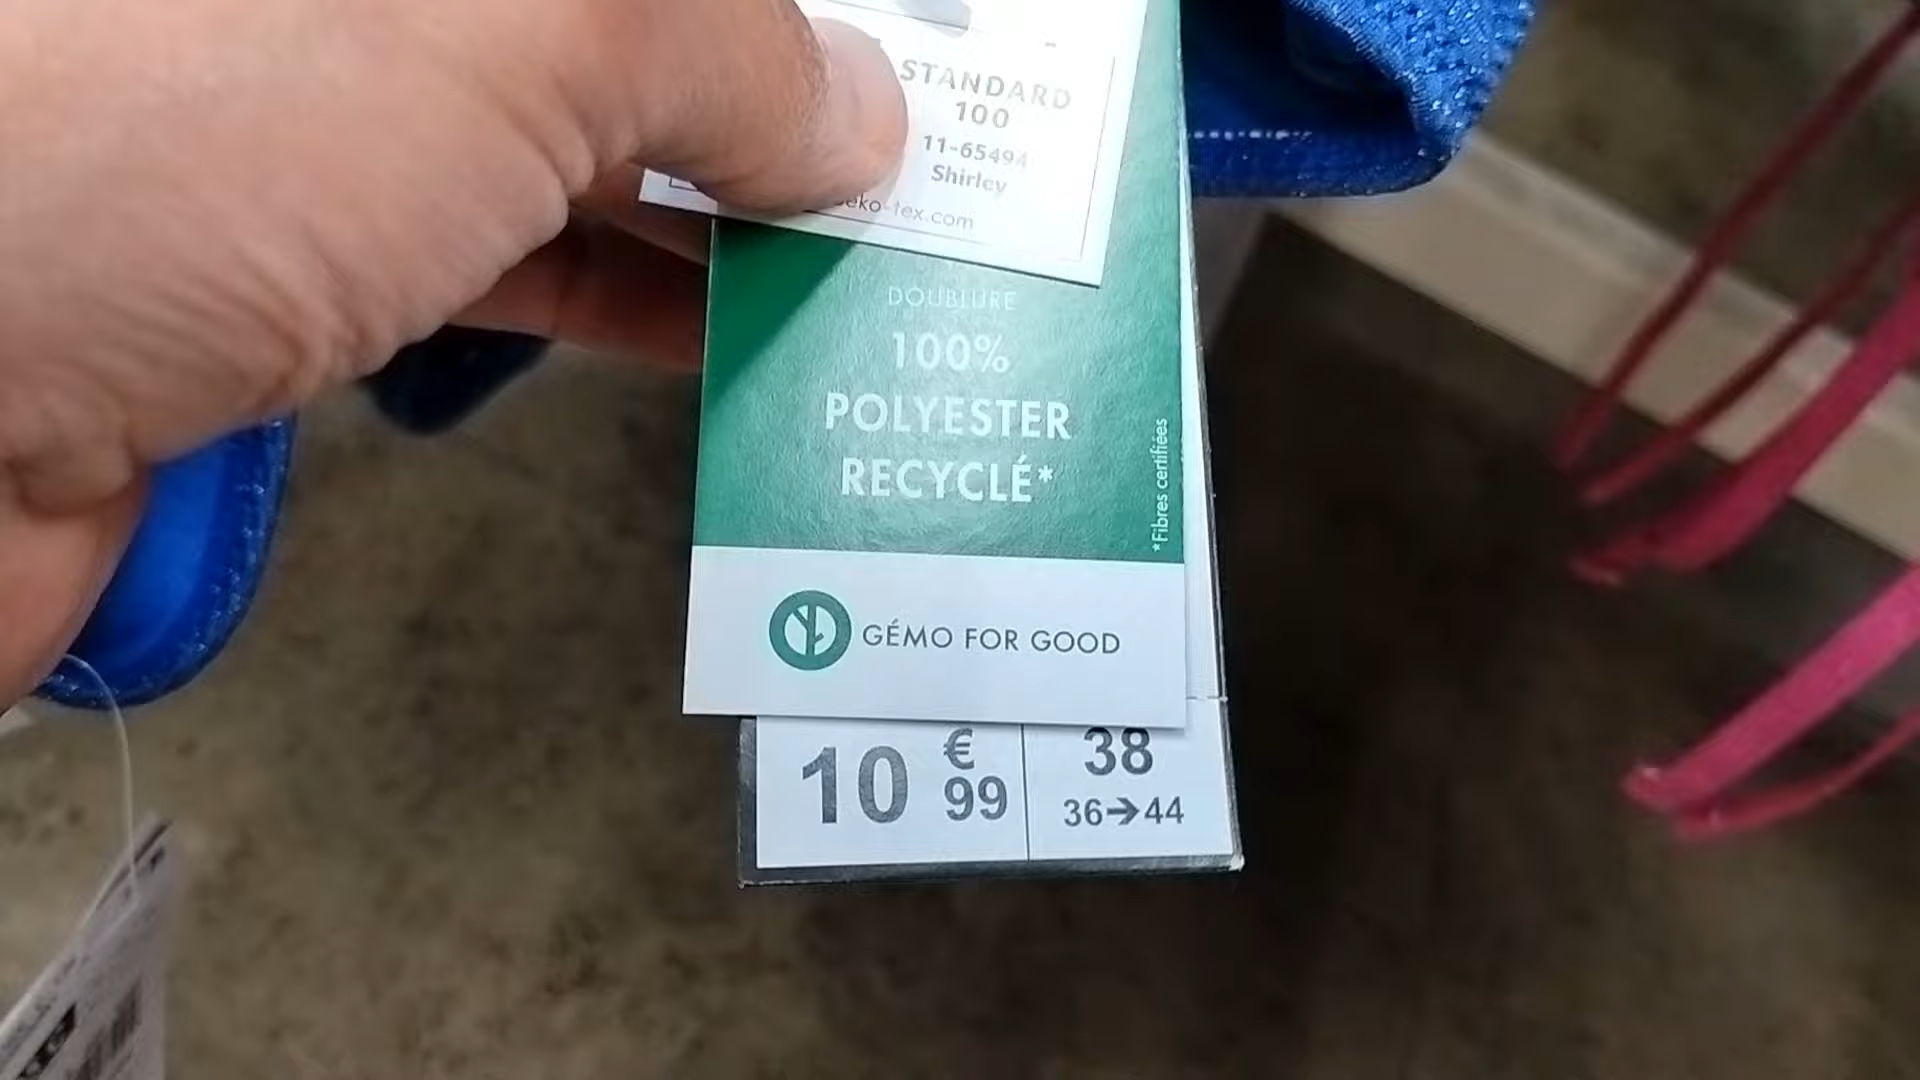 STANDARD
100
11-65494
Shirley
oeko-tex.com
DOUBLURE
100%
POLYESTER
RECYCLÉ*
*Fibres certifiées
GÉMO FOR GOOD
10 €
99
38
36➔44